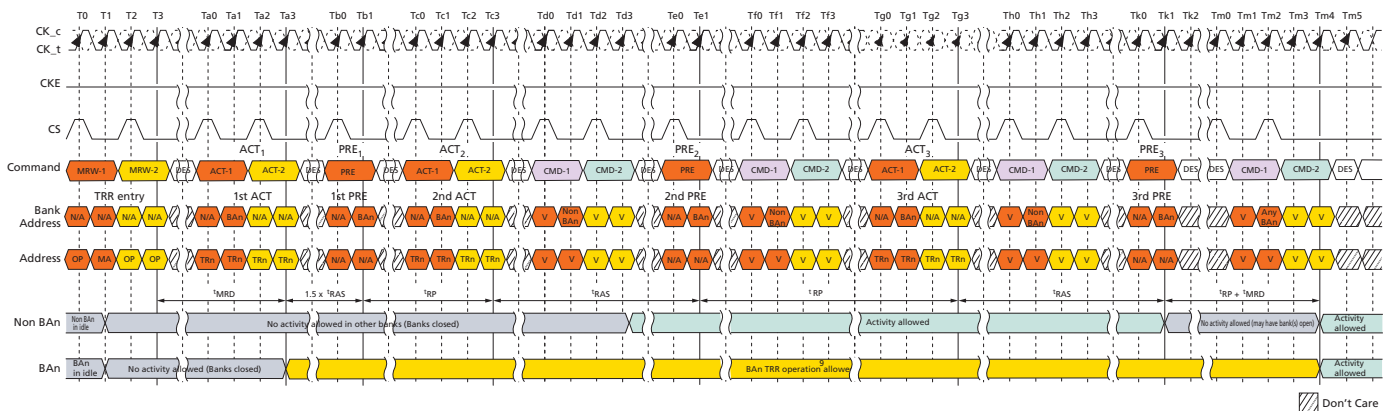 T0 T1 T2 T3 Ta0 Ta1 Ta2 Ta3 Tb0 Tb1 Tc0 Tc1 Tc2 Tc3 Td0 Td1 Td2 Td3 Te0 Te1 Tf0 Tf1 Tf2 Tf3 Tg0 Tg1 Tg2 Tg3 Th0 Th1 Th2 Th3 Tk0 Tk1 Tk2 Tm0 Tm1 Tm2 Tm3 Tm4 Tm5
CK_c
CK_t
CKE
CS
ACT1 PRE1 ACT2 PRE2 ACT3 PRE3
Command MRW-1 MRW-2 DES ACT-1 ACT-2 DES PRE DES ACT-1 ACT-2 DES CMD-1 CMD-2 DES PRE DES CMD-1 CMD-2 DES ACT-1 ACT-2 DES CMD-1 CMD-2 DES PRE DES DES CMD-1 CMD-2 DES
TRR entry 1st ACT 1st PRE 2nd ACT 2nd PRE 3rd ACT 3rd PRE
Bank Address N/A N/A N/A N/A N/A BAn N/A N/A N/A BAn N/A BAn N/A N/A V Non BAn V V N/A BAn V Non BAn V V N/A BAn N/A N/A V Non BAn V V N/A BAn V Any BAn V V
Address OP MA OP OP TRn TRn TRn TRn N/A N/A TRn TRn TRn TRn V V V V N/A N/A V V V V TRn TRn TRn TRn V V V V N/A N/A V V V V
tMRD 1.5 x tRAS tRP tRAS tRP tRAS tRP + tMRD
Non BAn Non BAn in idle No activity allowed in other banks (Banks closed) Activity allowed No activity allowed (may have bank(s) open) Activity allowed
BAn BAn in idle No activity allowed (Banks closed) BAn TRR operation allowe 9 Activity allowed
Don't Care